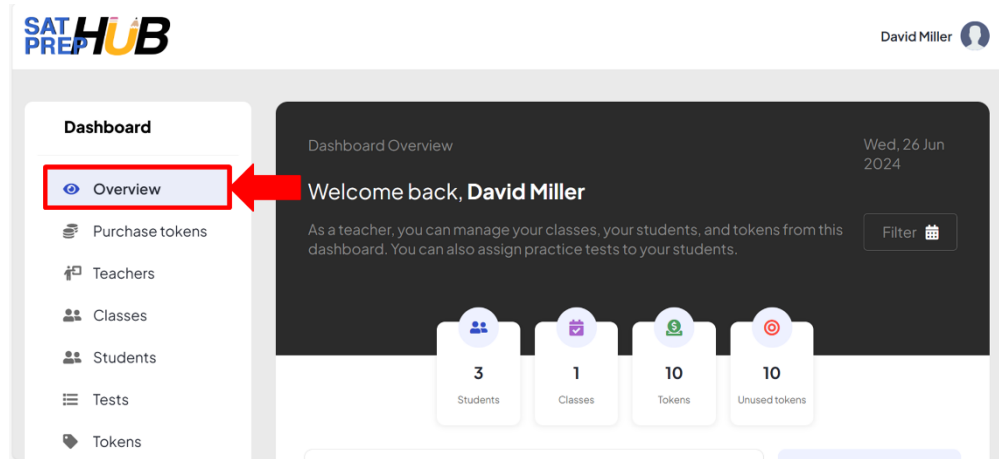 SAT
PREP HUB
David Miller
Dashboard
Overview
Purchase tokens
Teachers
Classes
Students
Tests
Tokens
Dashboard Overview
Wed, 26 Jun
2024
Welcome back, David Miller
As a teacher, you can manage your classes, your students, and tokens from this
dashboard. You can also assign practice tests to your students.
Filter
3
Students
1
Classes
10
Tokens
10
Unused tokens